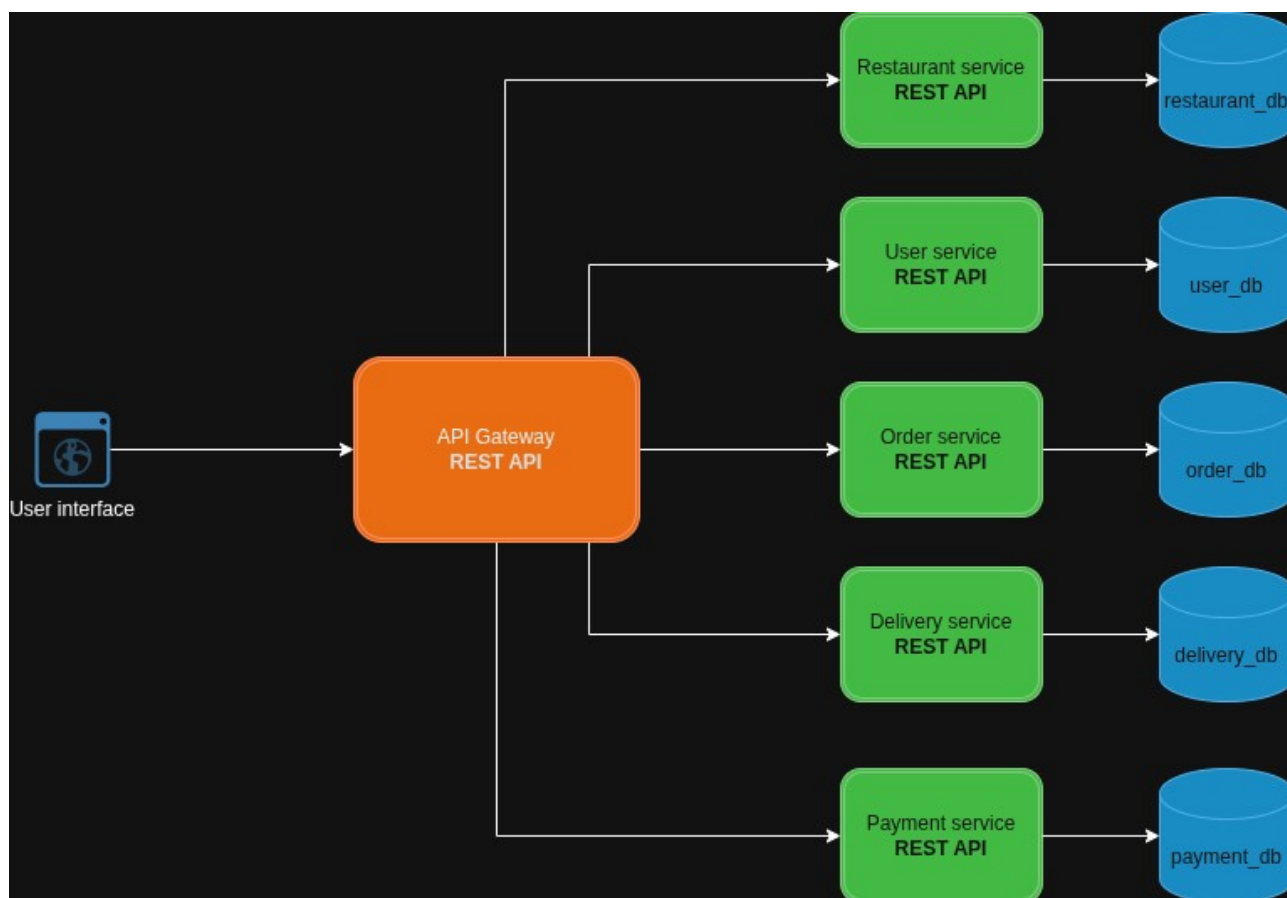 Restaurant service
REST API
restaurant_db
User service
REST API
user_db
API Gateway
REST API
User interface
Order service
REST API
order_db
Delivery service
REST API
delivery_db
Payment service
REST API
payment_db